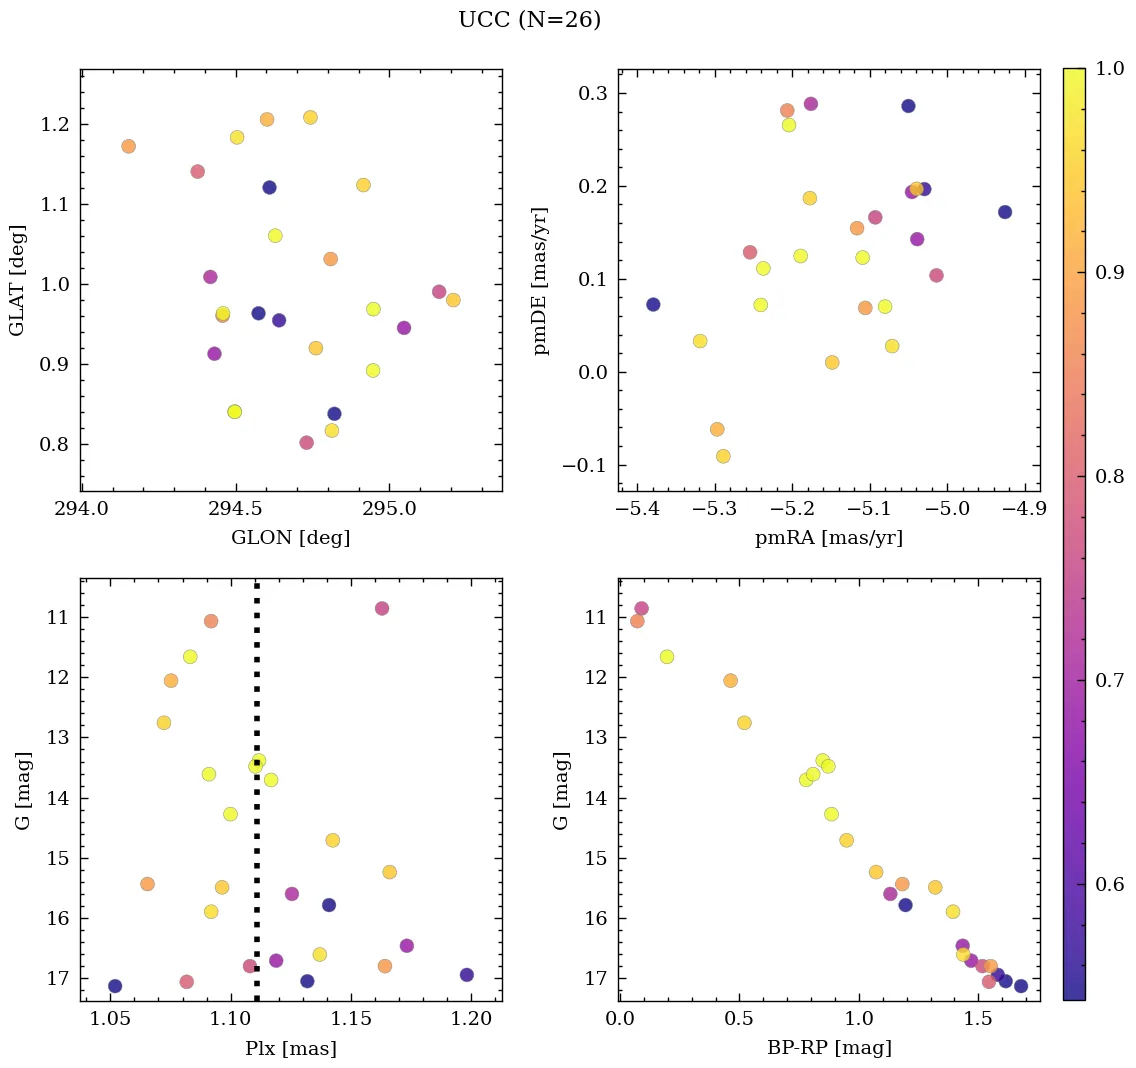 UCC (N=26)
1.2
1.1
1.0
0.9
0.8
GLAT [deg]
294.0 294.5 295.0
GLON [deg]
0.3
0.2
0.1
0.0
−0.1
pmDE [mas/yr]
−5.4 −5.3 −5.2 −5.1 −5.0 −4.9
pmRA [mas/yr]
11
12
13
14
15
16
17
G [mag]
1.05 1.10 1.15 1.20
Plx [mas]
11
12
13
14
15
16
17
G [mag]
0.0 0.5 1.0 1.5
BP-RP [mag]
1.0
0.9
0.8
0.7
0.6